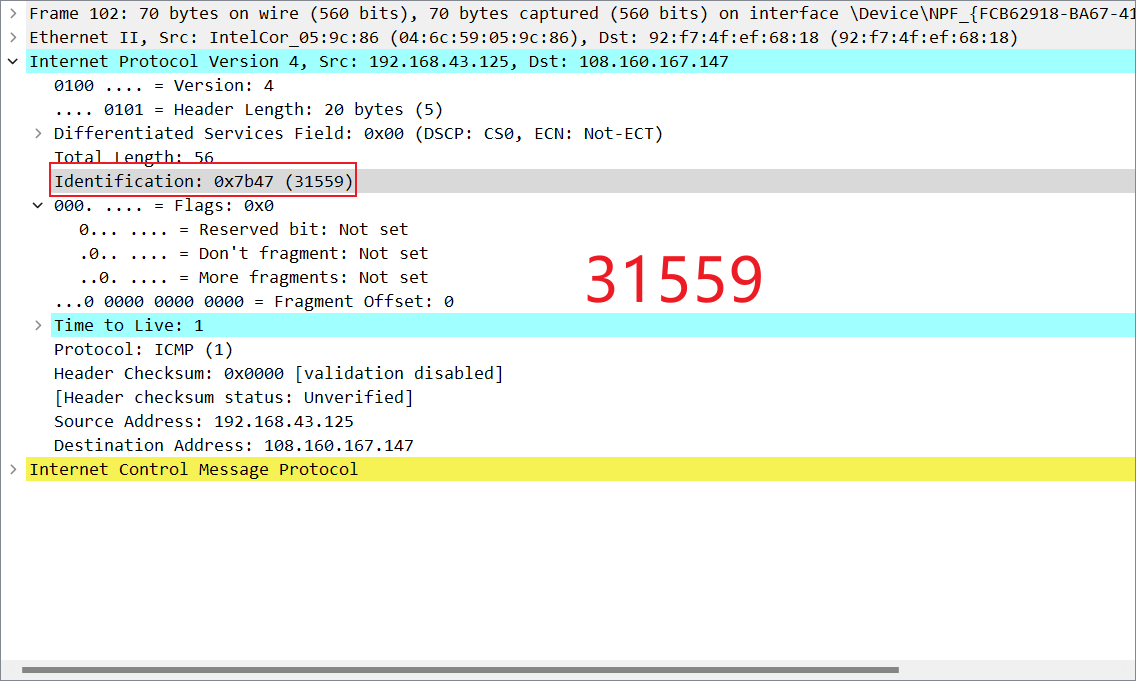 Frame 102: 70 bytes on wire (560 bits), 70 bytes captured (560 bits) on interface \Device\NPF_{FCB62918-BA67-41
Ethernet II, Src: IntelCor_05:9c:86 (04:6c:59:05:9c:86), Dst: 92:f7:4f:ef:68:18 (92:f7:4f:ef:68:18)
Internet Protocol Version 4, Src: 192.168.43.125, Dst: 108.160.167.147
0100 .... = Version: 4
.... 0101 = Header Length: 20 bytes (5)
Differentiated Services Field: 0x00 (DSCP: CS0, ECN: Not-ECT)
Total Length: 56
Identification: 0x7b47 (31559)
000. .... = Flags: 0x0
0... .... = Reserved bit: Not set
.0.. .... = Don't fragment: Not set
..0. .... = More fragments: Not set
31559
...0 0000 0000 0000 = Fragment Offset: 0
Time to Live: 1
Protocol: ICMP (1)
Header Checksum: 0x0000 [validation disabled]
[Header checksum status: Unverified]
Source Address: 192.168.43.125
Destination Address: 108.160.167.147
Internet Control Message Protocol